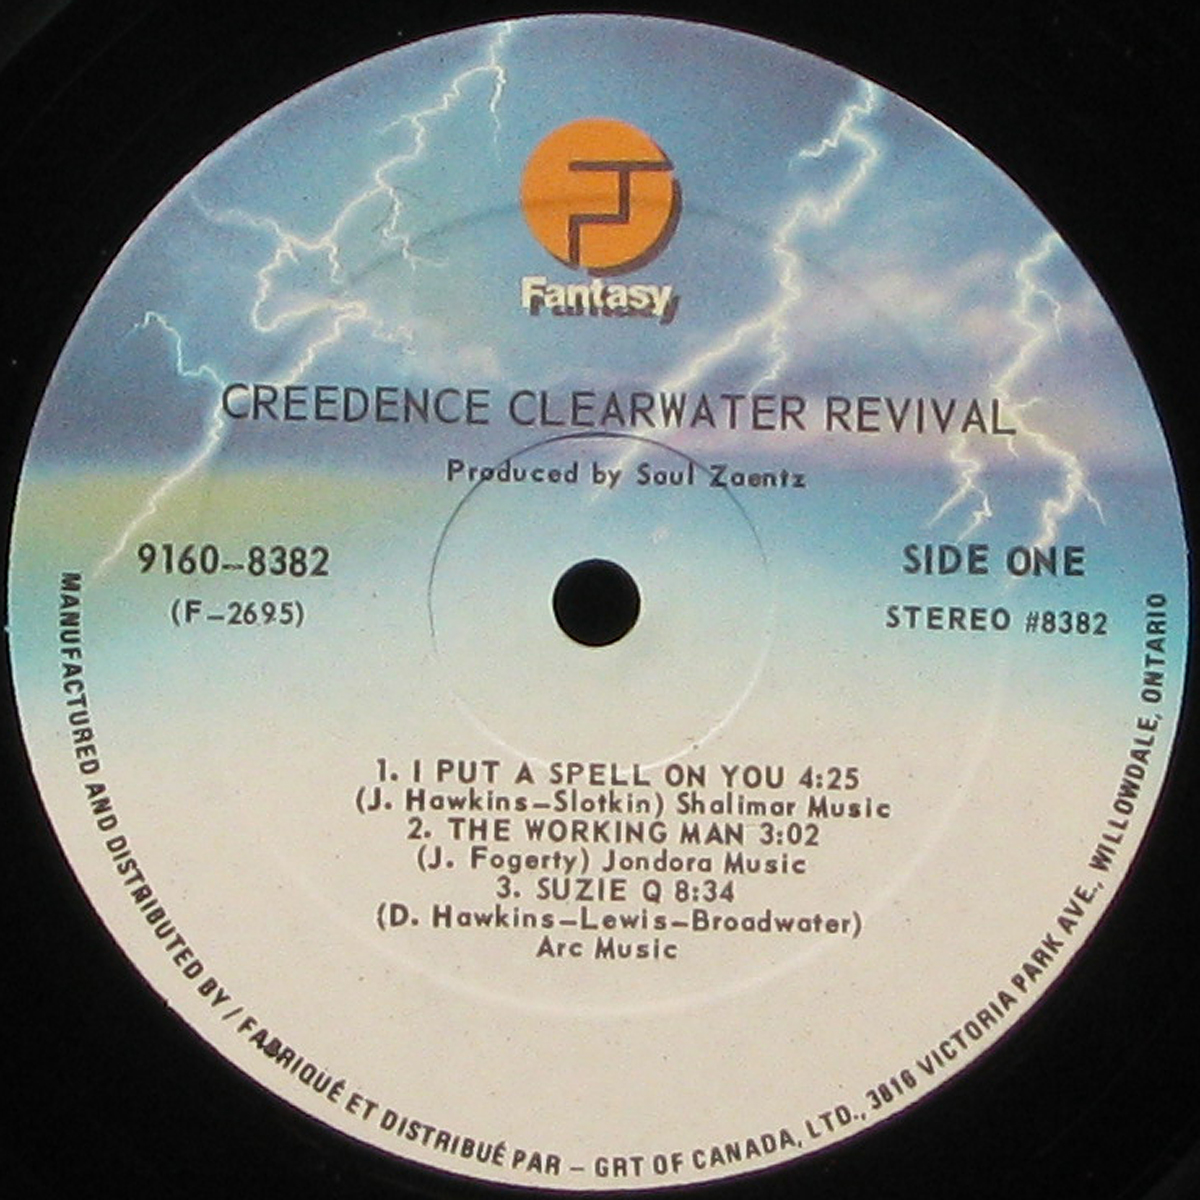 Fantasy
CREEDENCE CLEARWATER REVIVAL
Produced by Saul Zaentz
9160--8382
(F-2695)
SIDE ONE
STEREO #8382
1. I PUT A SPELL ON YOU 4:25
(J. Hawkins-Slotkin) Shalimar Music
2. THE WORKING MAN 3:02
(J. Fogerty) Jondora Music
3. SUZIE Q 8:34
(D. Hawkins-Lewis-Broadwater)
Arc Music
MANUFACTURED AND DISTRIBUTED BY / FABRIQUÉ ET DISTRIBUÉ PAR - GRT OF CANADA, LTD., 3816 VICTORIA PARK AVE., WILLOWDALE, ONTARIO